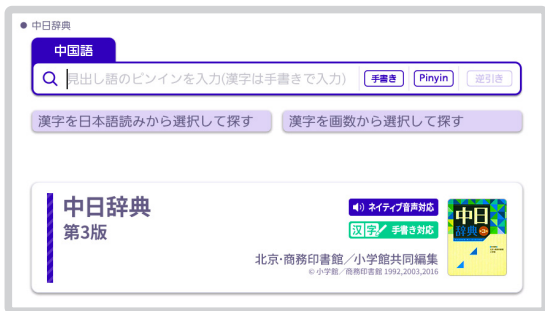 中日辞典
中国語
見出し語のピンインを入力(漢字は手書きで入力)
手書き
Pinyin
逆引き
漢字を日本語読みから選択して探す
漢字を画数から選択して探す
中日辞典
第3版
ネイティブ音声対応
汉字 手書き対応
北京・商務印書館／小学館共同編集
© 小学館／商務印書館 1992,2003,2016
中日
辞典 第3版